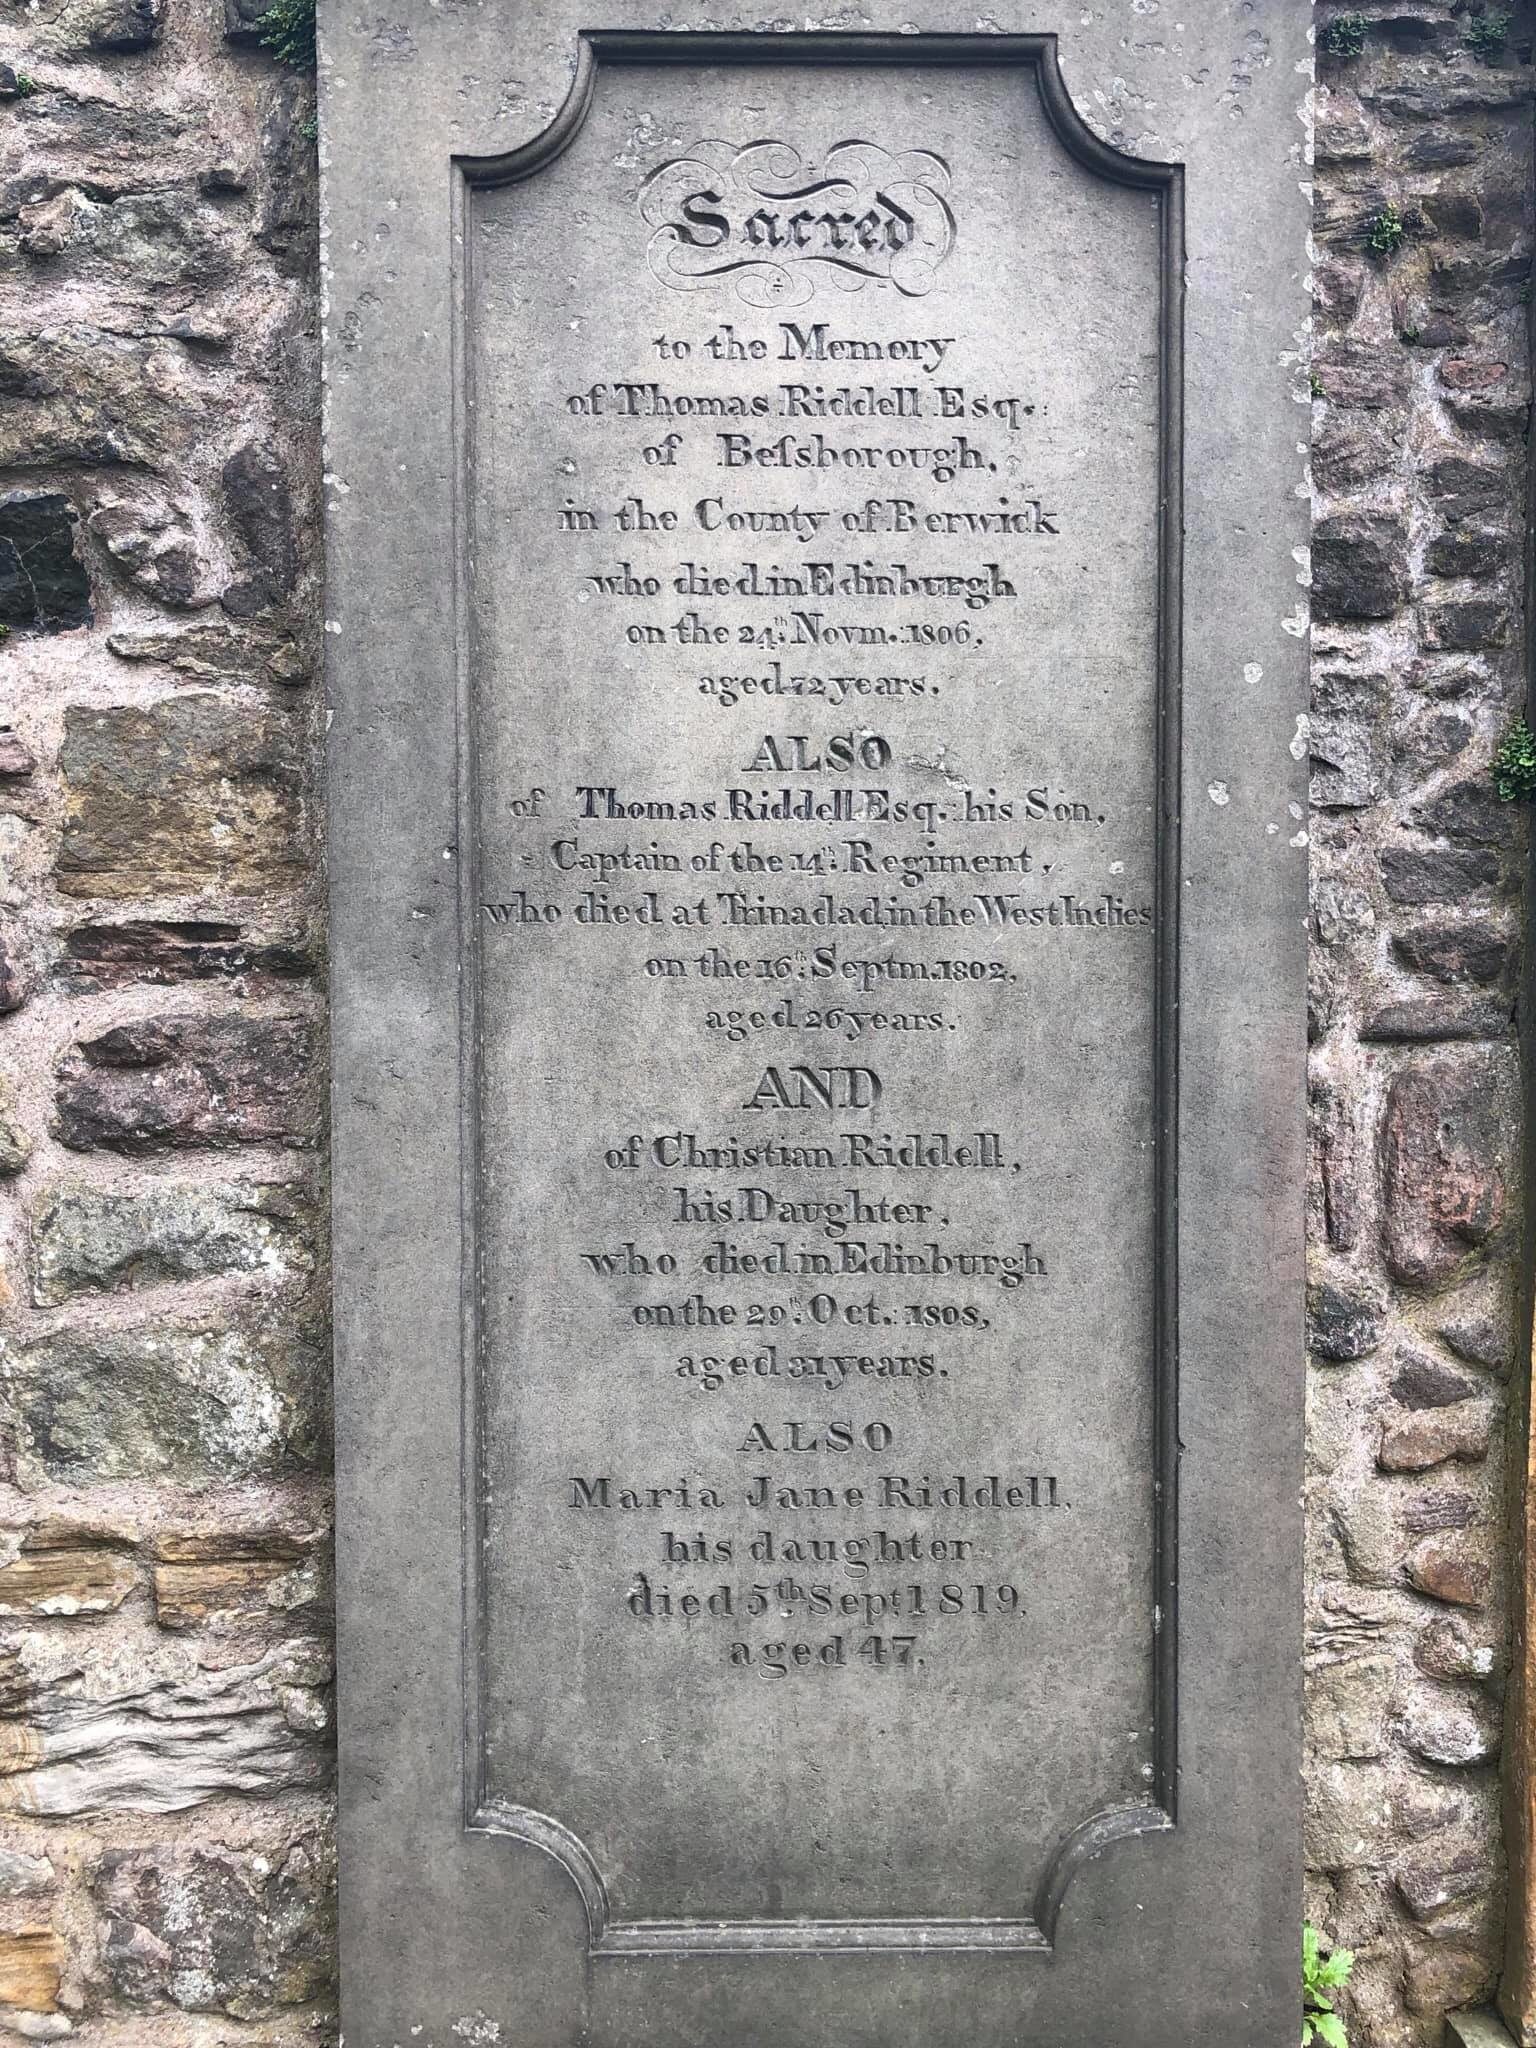 Sacred
to the Memory
of Thomas Riddell Esq.
of Beſsborough,
in the County of Berwick
who died in Edinburgh
on the 24th. Novm. 1806,
aged 72 years.
ALSO
of Thomas Riddell Esq. his Son,
Captain of the 14th. Regiment,
who died at Trinadad in the West Indies
on the 16th. Septm. 1802,
aged 26 years.
AND
of Christian Riddell,
his Daughter,
who died in Edinburgh
on the 29th. Oct. 1808,
aged 31 years.
ALSO
Maria Jane Riddell,
his daughter
died 5th. Sept. 1819,
aged 47.